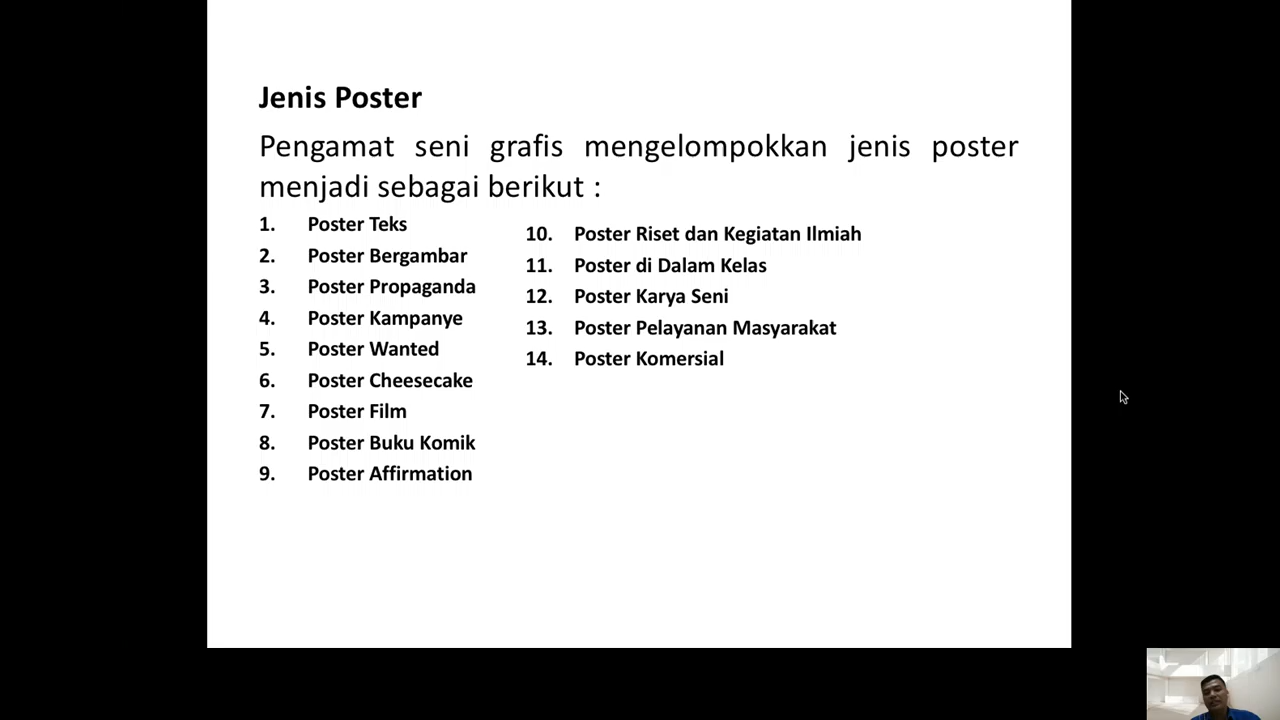 Jenis Poster
Pengamat seni grafis mengelompokkan jenis poster
menjadi sebagai berikut :
1. Poster Teks
2. Poster Bergambar
3. Poster Propaganda
4. Poster Kampanye
5. Poster Wanted
6. Poster Cheesecake
7. Poster Film
8. Poster Buku Komik
9. Poster Affirmation
10. Poster Riset dan Kegiatan Ilmiah
11. Poster di Dalam Kelas
12. Poster Karya Seni
13. Poster Pelayanan Masyarakat
14. Poster Komersial